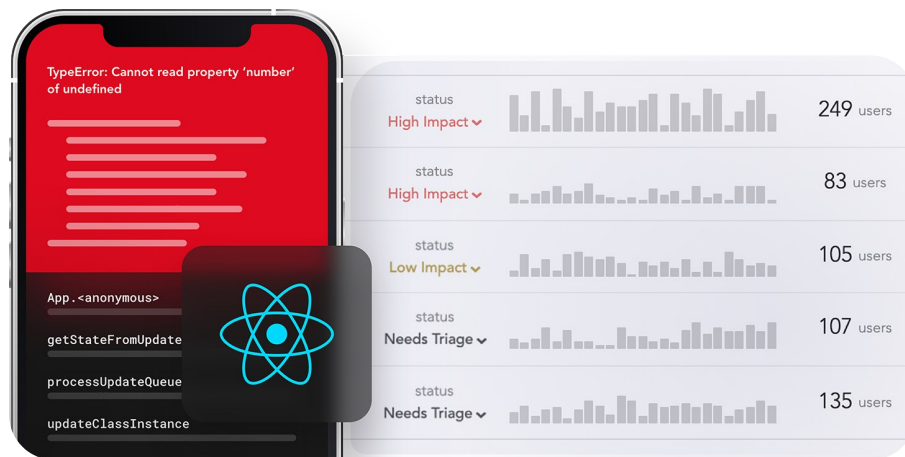 TypeError: Cannot read property ‘number’
of undefined
App.<anonymous>
getStateFromUpdate
processUpdateQueue
updateClassInstance
status
High Impact
249 users
status
High Impact
83 users
status
Low Impact
105 users
status
Needs Triage
107 users
status
Needs Triage
135 users